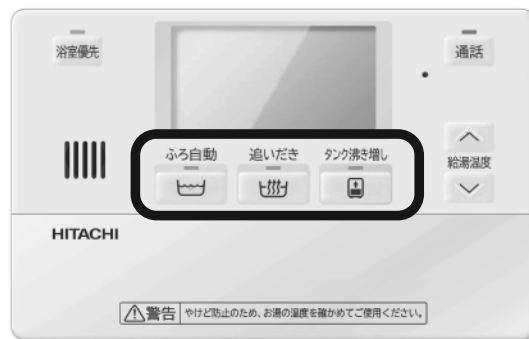 浴室優先
通話
ふろ自動
追いだき
タンク沸き増し
給湯温度
HITACHI
警告 やけど防止のため、お湯の温度を確かめてご使用ください。